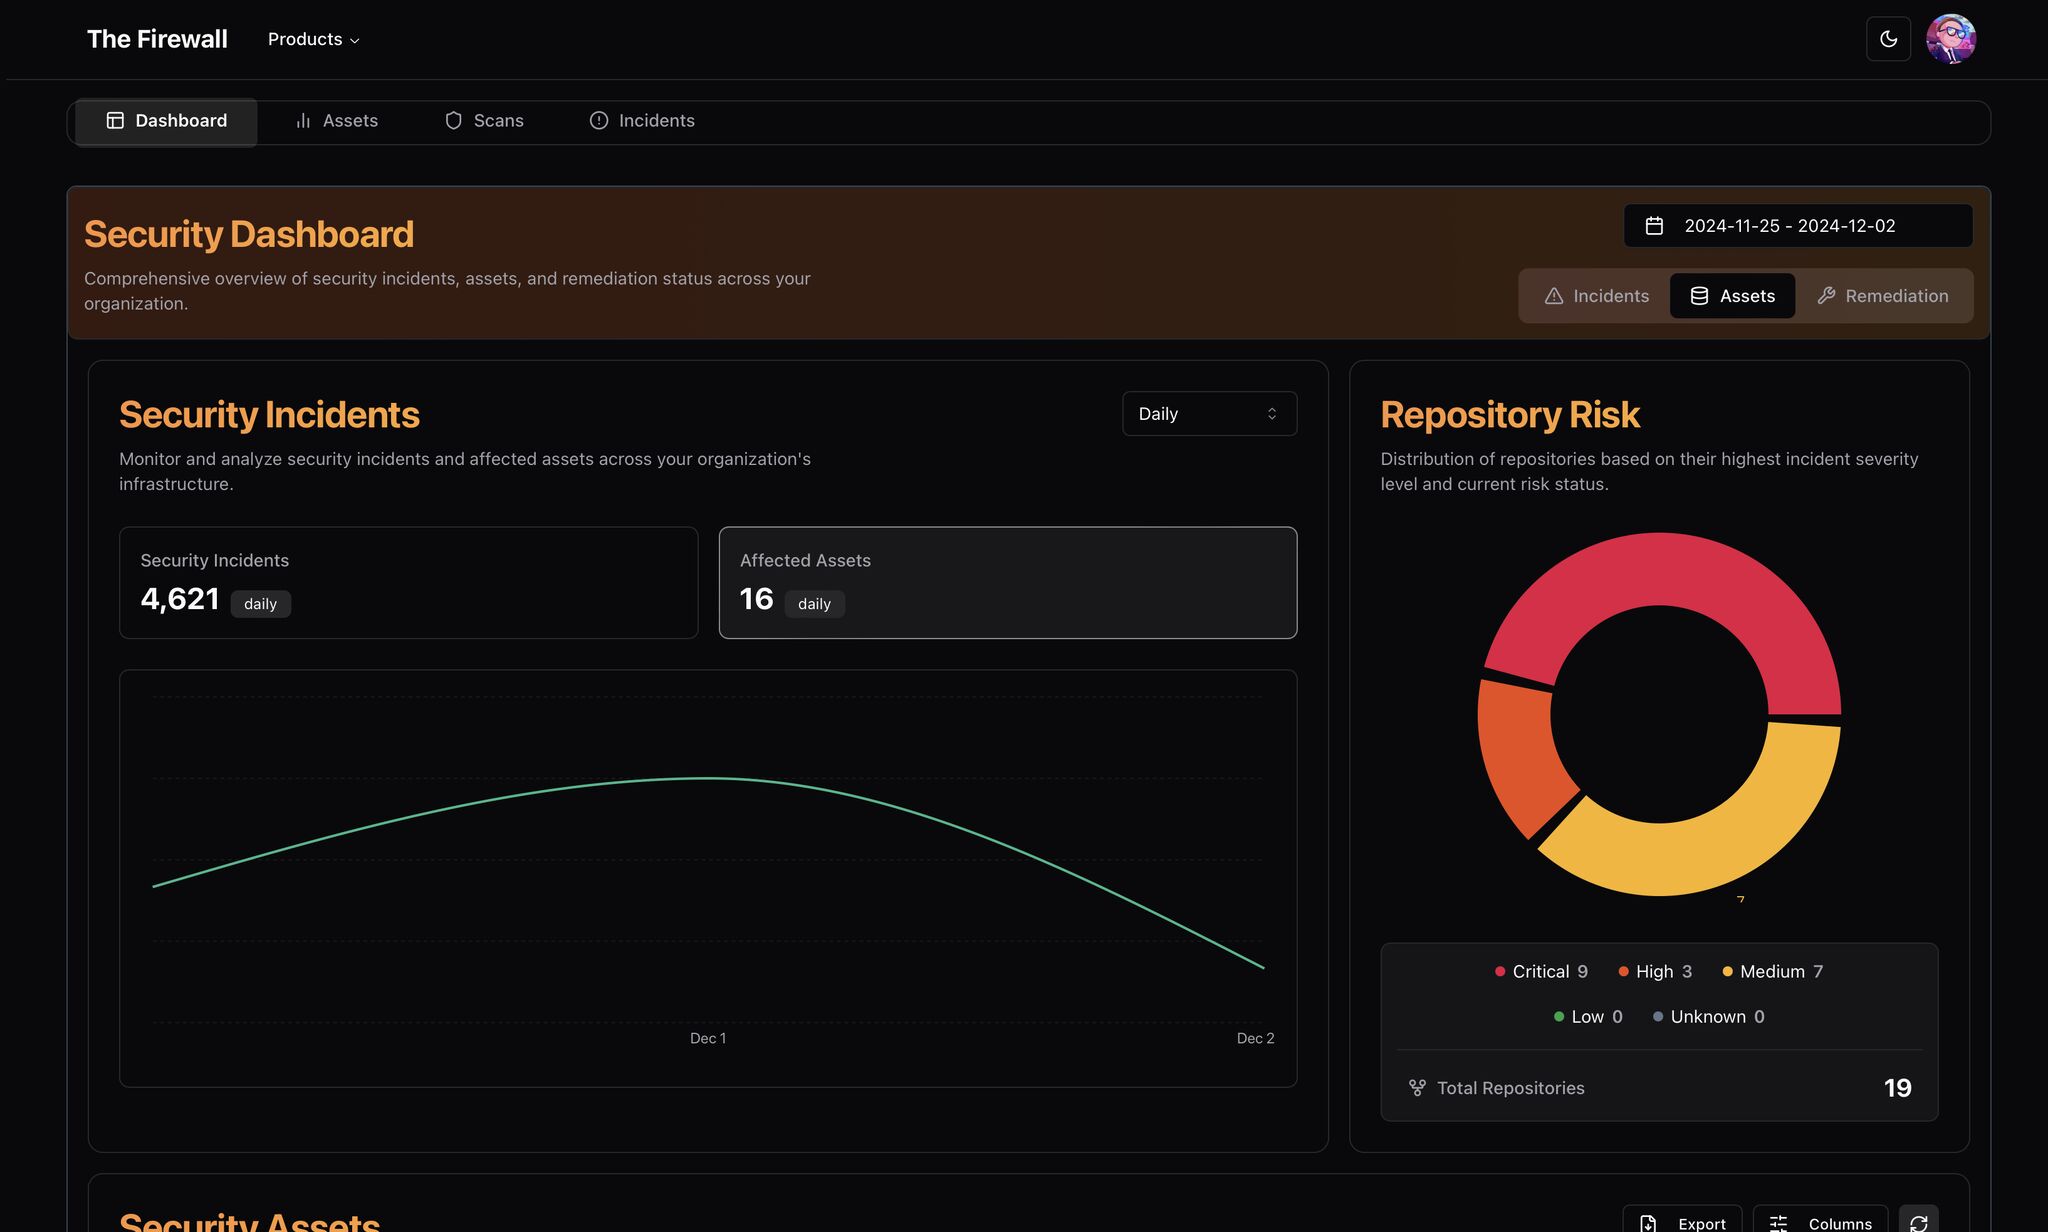 The Firewall
Products
Dashboard
Assets
Scans
Incidents
Security Dashboard
2024-11-25 - 2024-12-02
Comprehensive overview of security incidents, assets, and remediation status across your
organization.
Incidents
Assets
Remediation
Security Incidents
Daily
Monitor and analyze security incidents and affected assets across your organization's
infrastructure.
Security Incidents
4,621 daily
Affected Assets
16 daily
Dec 1
Dec 2
Repository Risk
Distribution of repositories based on their highest incident severity
level and current risk status.
7
Critical 9
High 3
Medium 7
Low 0
Unknown 0
Total Repositories
19
Security Assets
Export
Columns